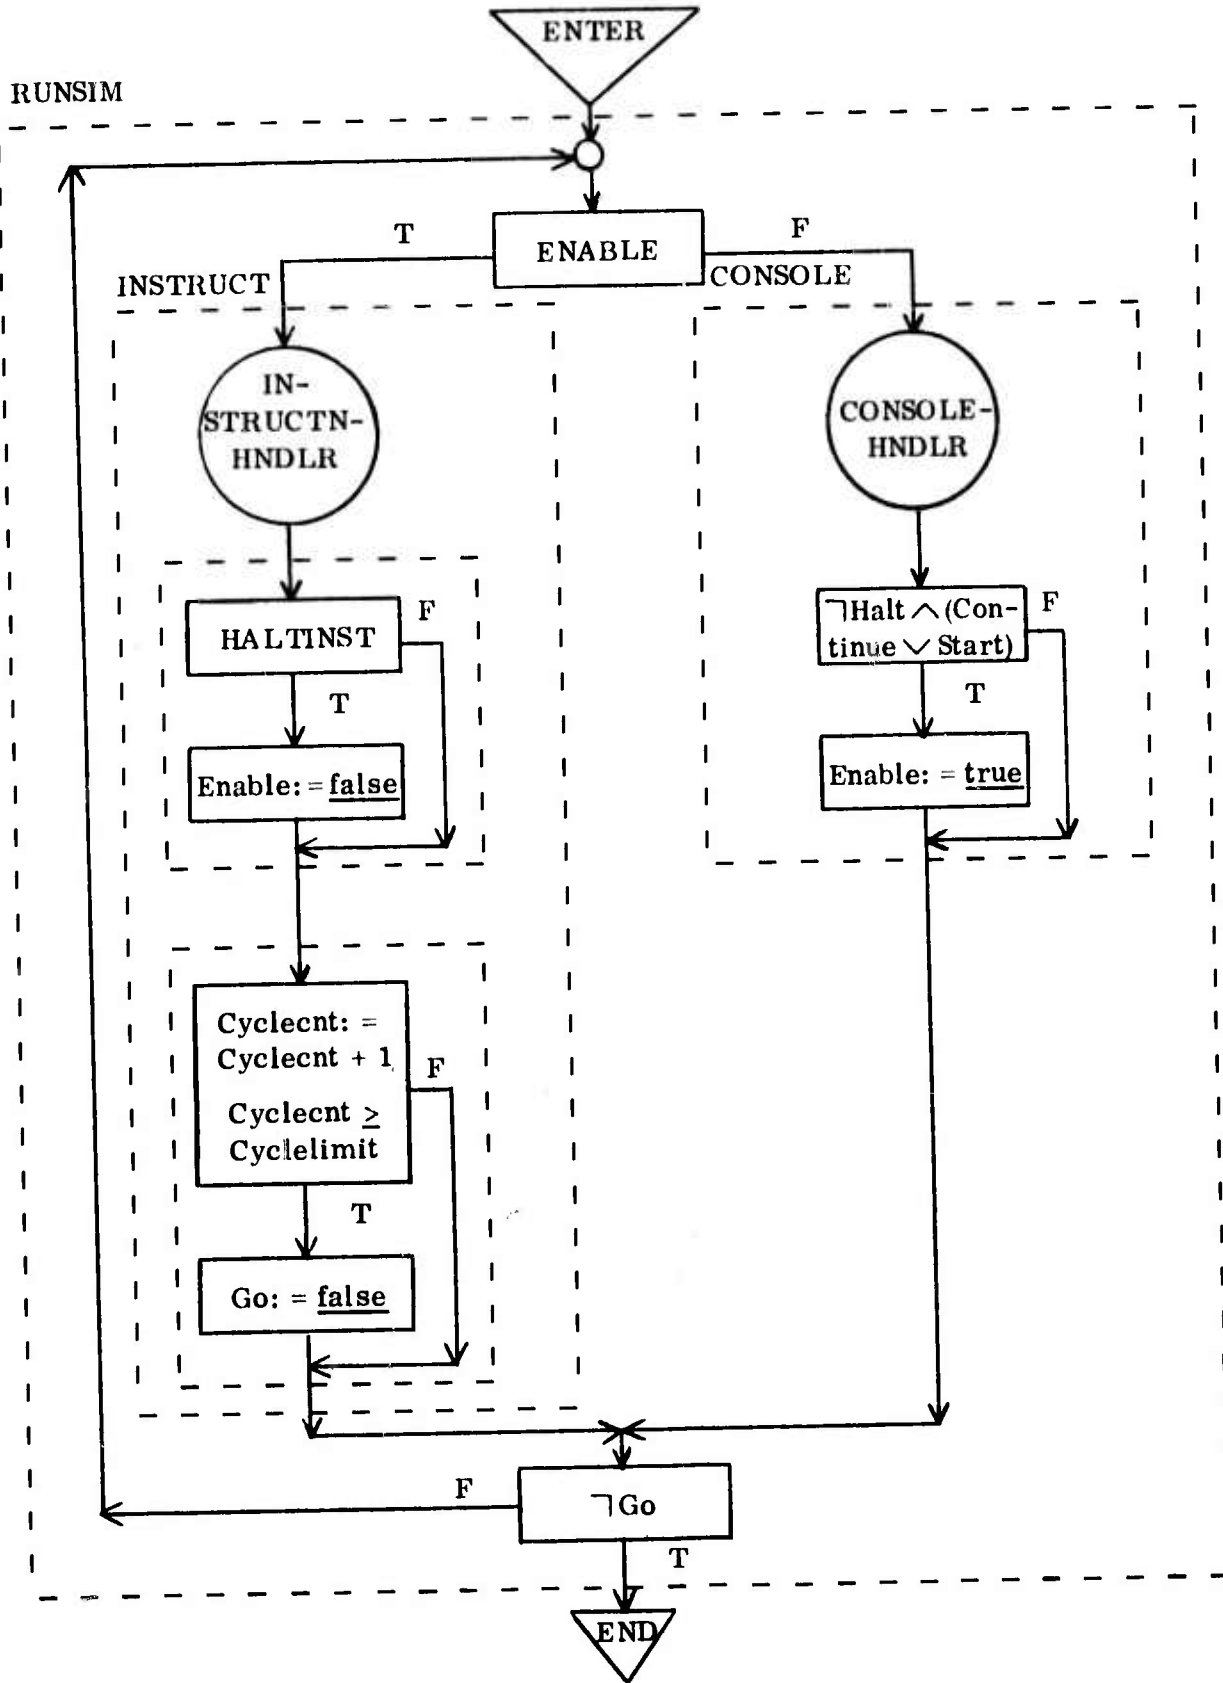 ENTER
RUNSIM
T
F
ENABLE
INSTRUCT
CONSOLE
IN-
STRUCTN-
HNDLR
CONSOLE-
HNDLR
HALTINST
F
T
Enable: = false
¬Halt ∧ (Con-
tinue ∨ Start)
F
T
Enable: = true
Cyclecnt: =
Cyclecnt + 1
Cyclecnt ≥
Cyclelimit
F
T
Go: = false
F
¬Go
T
END